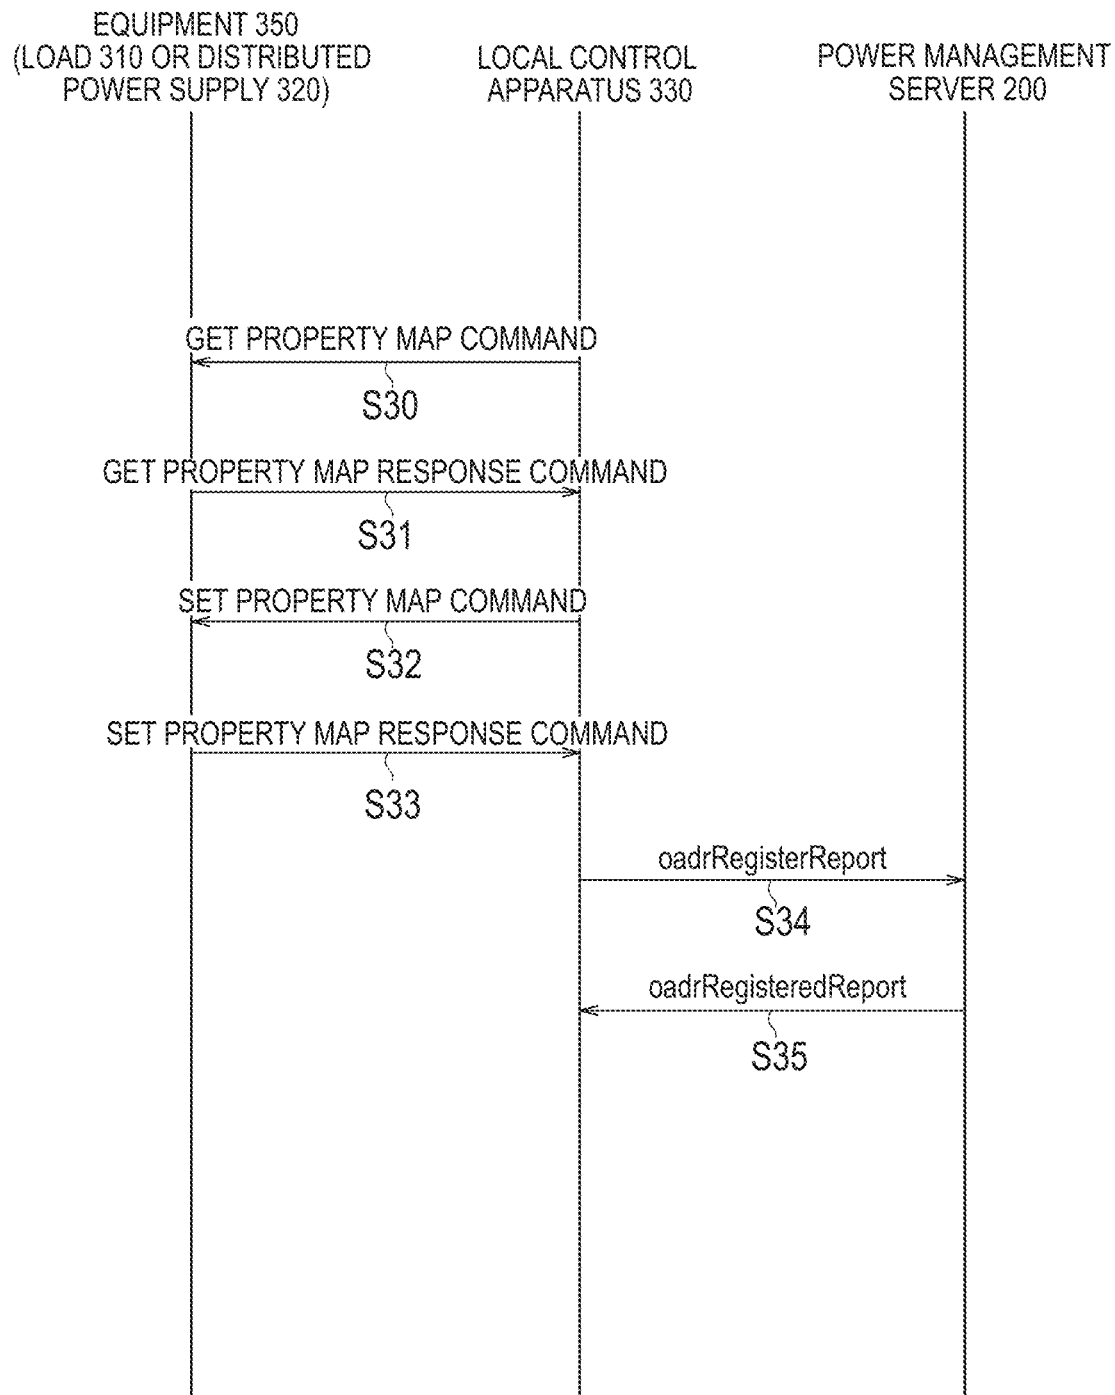 EQUIPMENT 350
(LOAD 310 OR DISTRIBUTED
POWER SUPPLY 320)
LOCAL CONTROL
APPARATUS 330
POWER MANAGEMENT
SERVER 200
GET PROPERTY MAP COMMAND
S30
GET PROPERTY MAP RESPONSE COMMAND
S31
SET PROPERTY MAP COMMAND
S32
SET PROPERTY MAP RESPONSE COMMAND
S33
oadrRegisterReport
S34
oadrRegisteredReport
S35